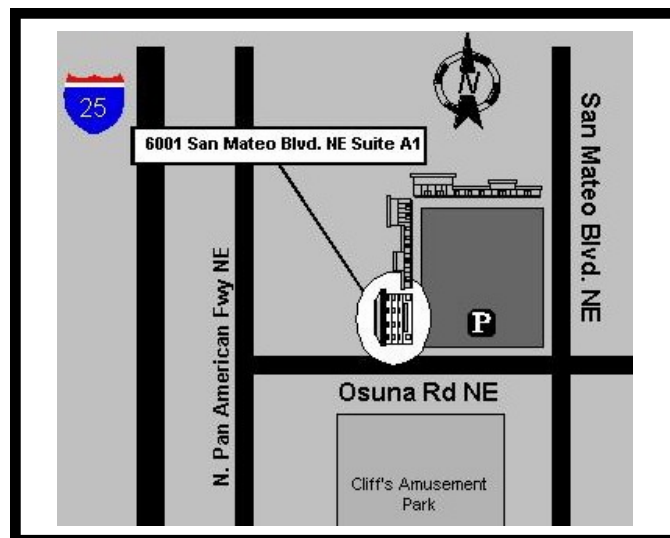 25
N
6001 San Mateo Blvd. NE Suite A1
San Mateo Blvd. NE
N. Pan American Fwy NE
P
Osuna Rd NE
Cliff's Amusement
Park